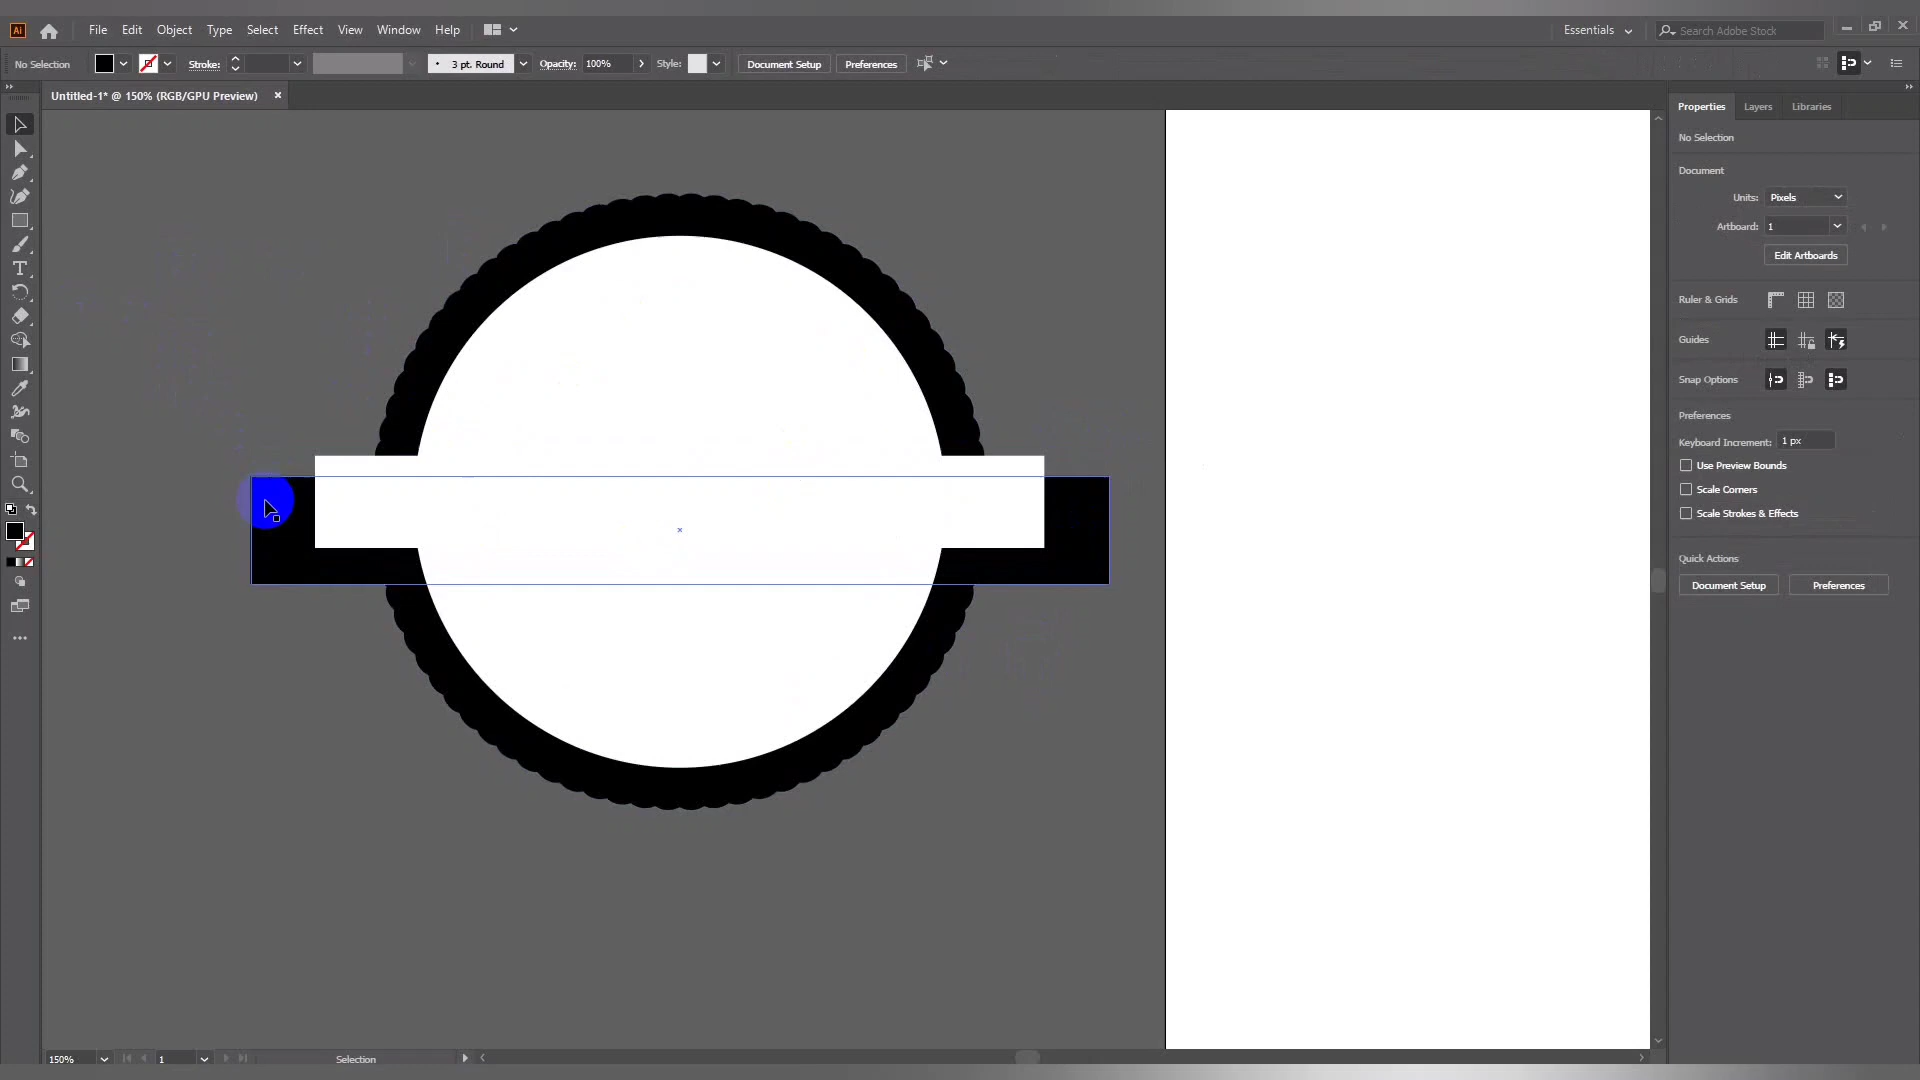 Ai File Edit Object Type Select Effect View Window Help Essentials Search Adobe Stock
No Selection Stroke: 3 pt. Round Opacity: 100% Style: Document Setup Preferences
Untitled-1* @ 150% (RGB/GPU Preview) ×
Properties Layers Libraries
No Selection
Document
Units: Pixels
Artboard: 1
Edit Artboards
Ruler & Grids
Guides
Snap Options
Preferences
Keyboard Increment: 1 px
Use Preview Bounds
Scale Corners
Scale Strokes & Effects
Quick Actions
Document Setup Preferences
150% 1 Selection